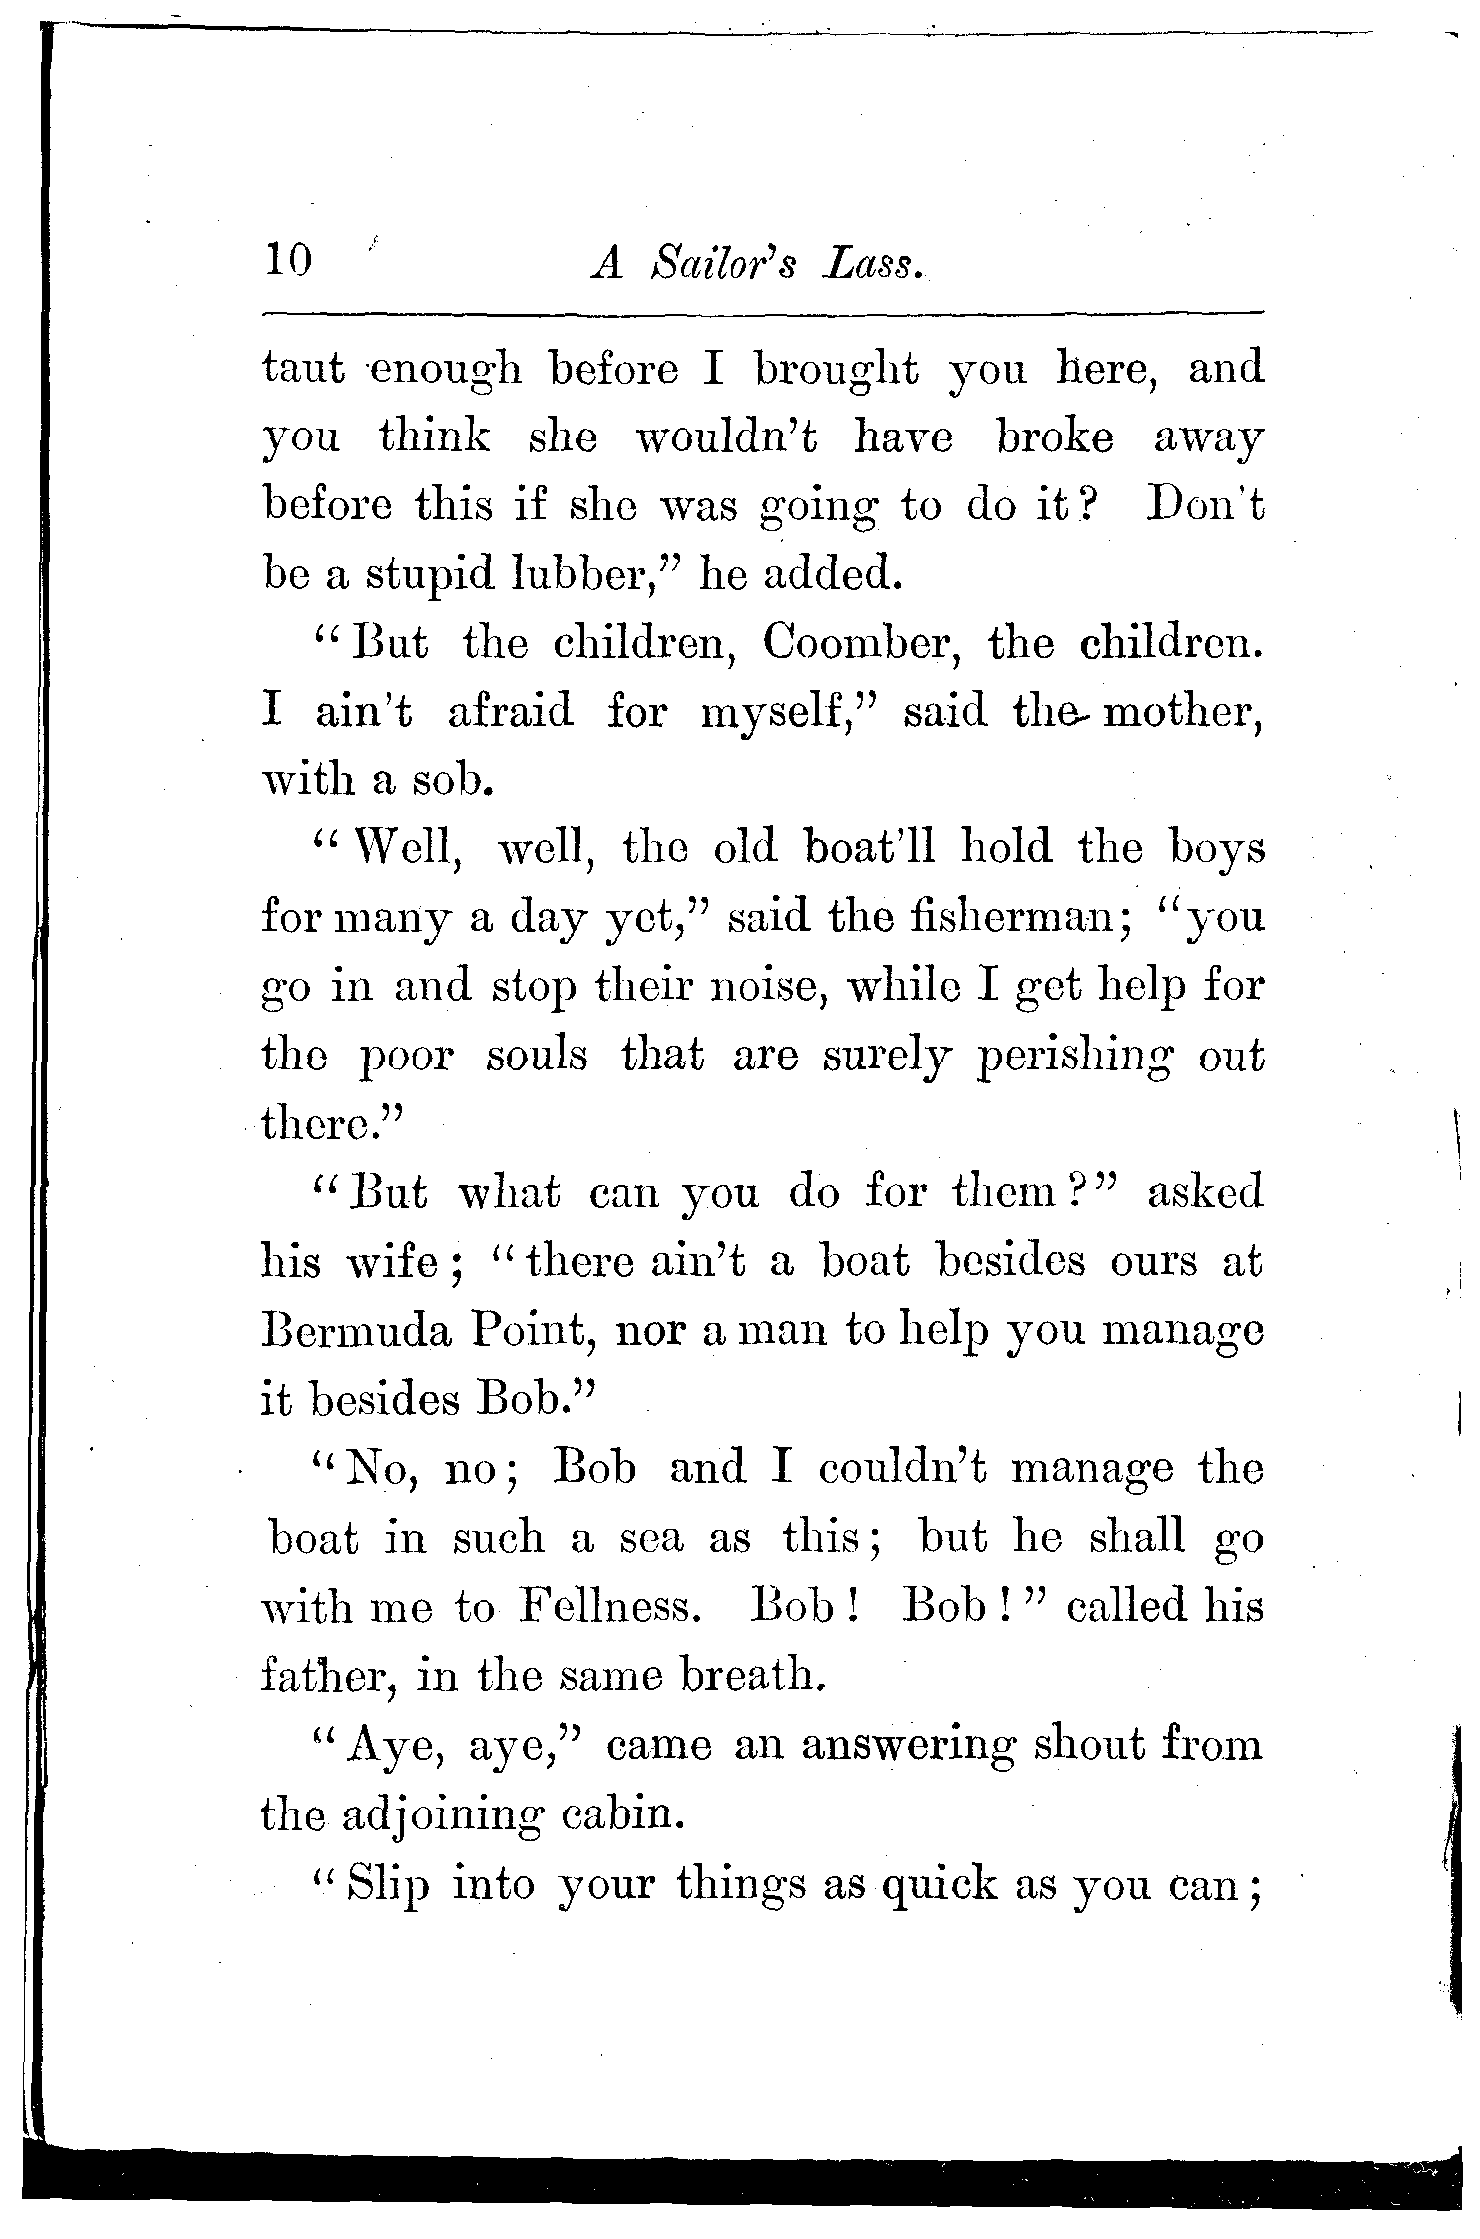 10 A Sailor's Lass.
taut enough before I brought you here, and
you think she wouldn't have broke away
before this if she was going to do it? Don't
be a stupid lubber,” he added.
“But the children, Coomber, the children.
I ain't afraid for myself,” said the mother,
with a sob.
“Well, well, the old boat'll hold the boys
for many a day yet,” said the fisherman; “you
go in and stop their noise, while I get help for
the poor souls that are surely perishing out
there.”
“But what can you do for them?” asked
his wife; “there ain't a boat besides ours at
Bermuda Point, nor a man to help you manage
it besides Bob.”
“No, no; Bob and I couldn't manage the
boat in such a sea as this; but he shall go
with me to Fellness. Bob! Bob!” called his
father, in the same breath.
“Aye, aye,” came an answering shout from
the adjoining cabin.
“Slip into your things as quick as you can;